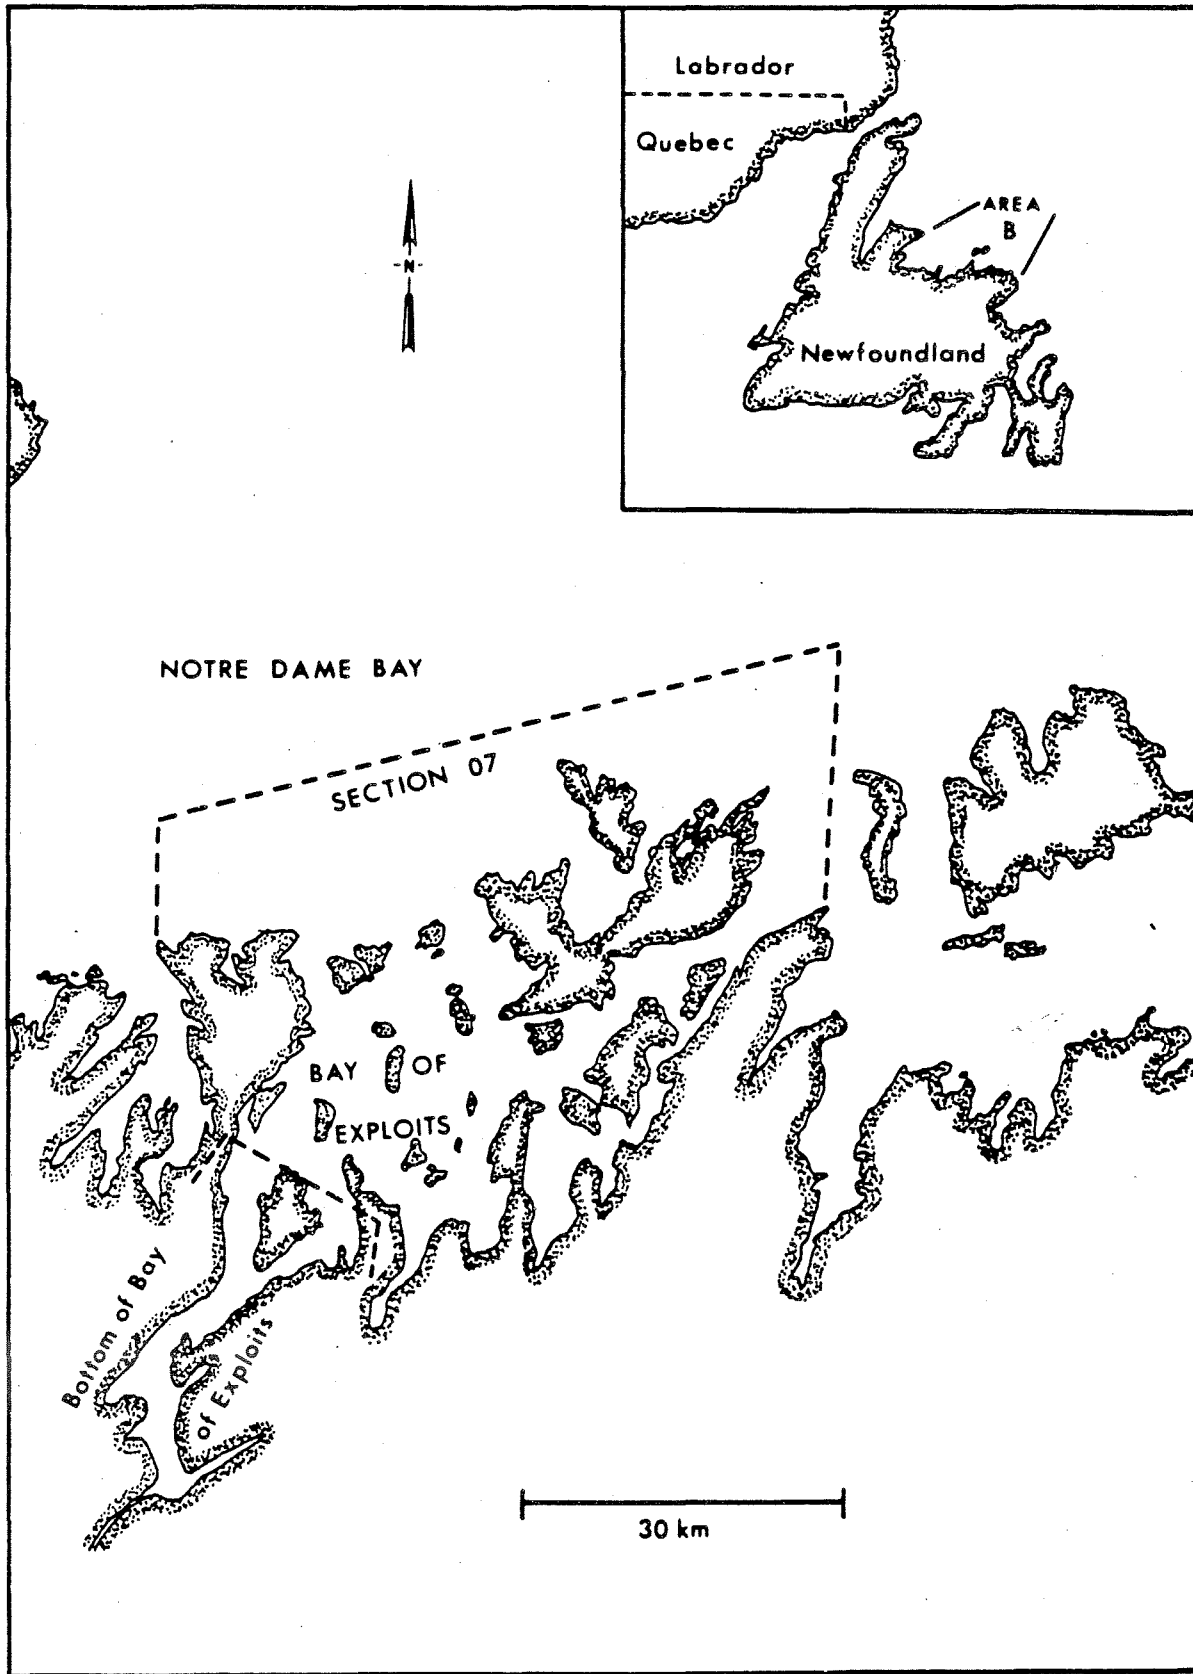 Labrador
Quebec
AREA
B
Newfoundland
-N-
NOTRE DAME BAY
SECTION 07
BAY OF
EXPLOITS
Bottom of Bay
of Exploits
30 km